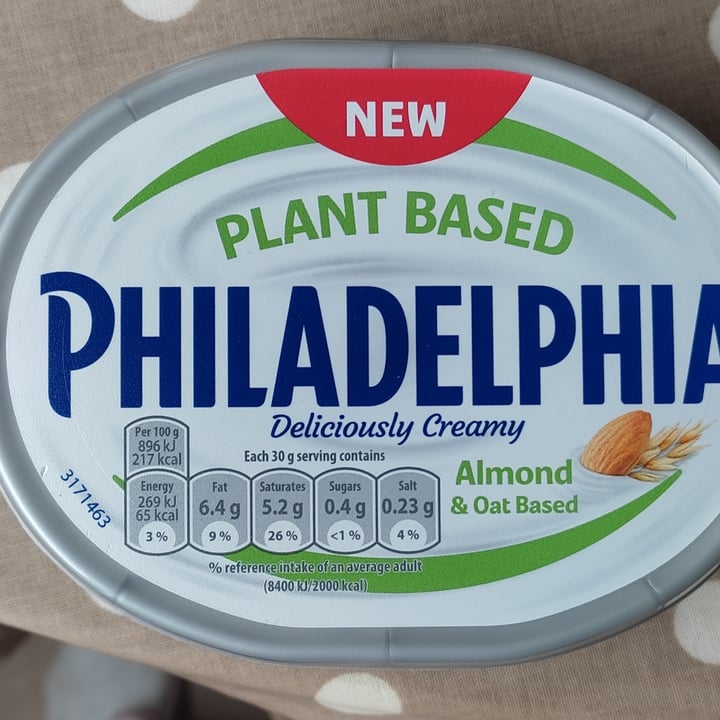 NEW
PLANT BASED
PHILADELPHIA
Deliciously Creamy
Per 100 g
896 kJ
217 kcal
Each 30 g serving contains
Energy
269 kJ
65 kcal
3 %
Fat
6.4 g
9 %
Saturates
5.2 g
26 %
Sugars
0.4 g
<1 %
Salt
0.23 g
4 %
% reference intake of an average adult
(8400 kJ/2000 kcal)
Almond
& Oat Based
3171463